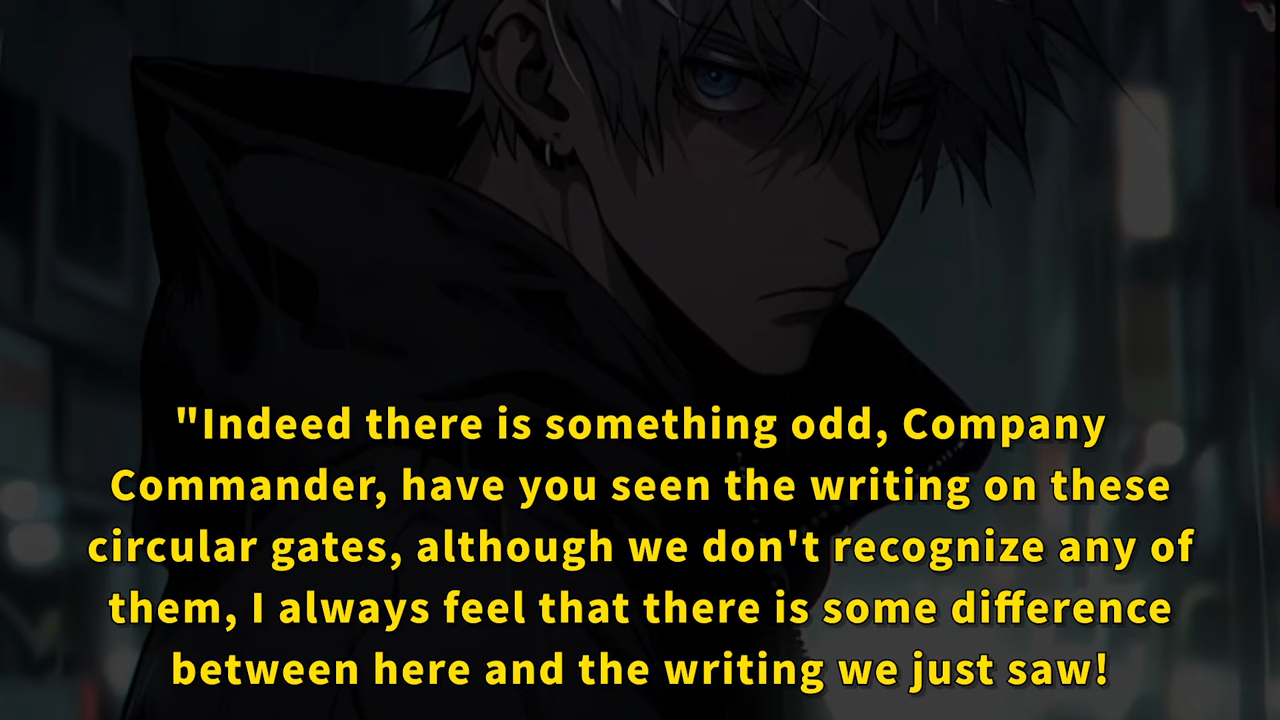 "Indeed there is something odd, Company
Commander, have you seen the writing on these
circular gates, although we don't recognize any of
them, I always feel that there is some difference
between here and the writing we just saw!